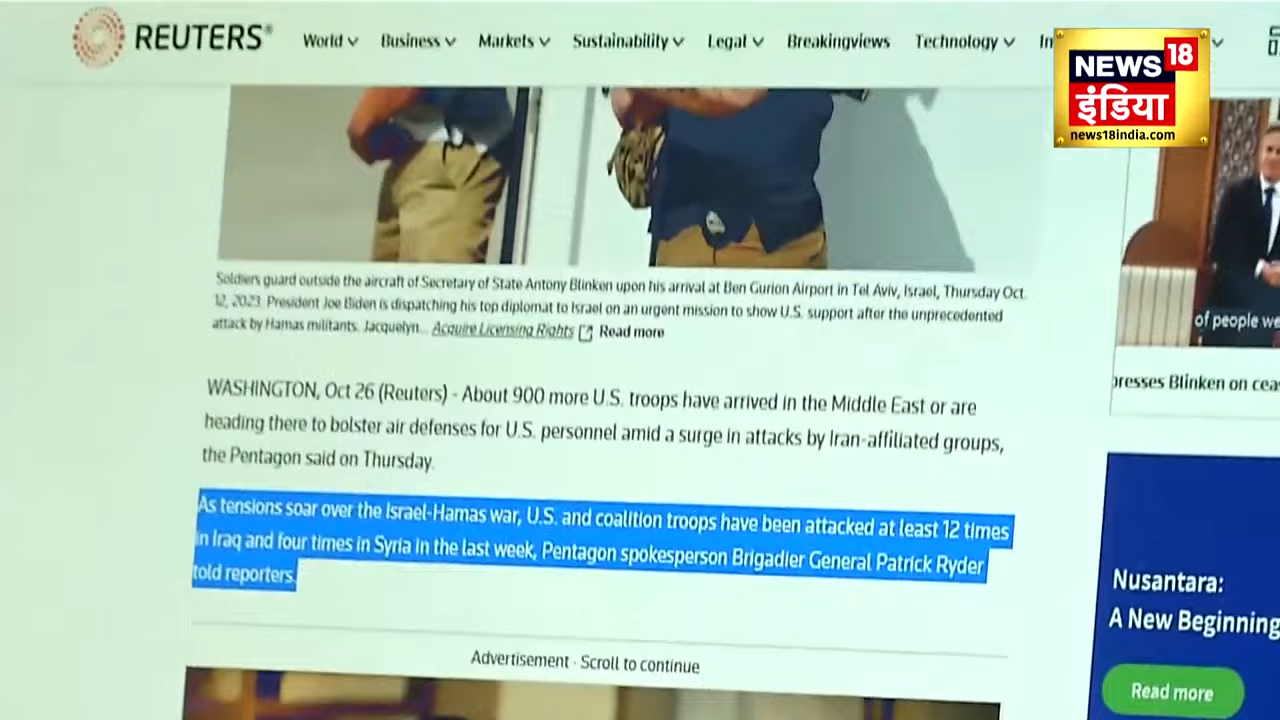 REUTERS®
World Business Markets Sustainability Legal Breakingviews Technology In
NEWS 18
इंडिया
news18india.com
Soldiers guard outside the aircraft of Secretary of State Antony Blinken upon his arrival at Ben Gurion Airport in Tel Aviv, Israel, Thursday Oct.
12, 2023. President Joe Biden is dispatching his top diplomat to Israel on an urgent mission to show U.S. support after the unprecedented
attack by Hamas militants. Jacquelyn... Acquire Licensing Rights Read more
of people we
presses Blinken on cea
WASHINGTON, Oct 26 (Reuters) - About 900 more U.S. troops have arrived in the Middle East or are
heading there to bolster air defenses for U.S. personnel amid a surge in attacks by Iran-affiliated groups,
the Pentagon said on Thursday.
As tensions soar over the Israel-Hamas war, U.S. and coalition troops have been attacked at least 12 times
in Iraq and four times in Syria in the last week, Pentagon spokesperson Brigadier General Patrick Ryder
told reporters.
Nusantara:
A New Beginning
Read more
Advertisement · Scroll to continue